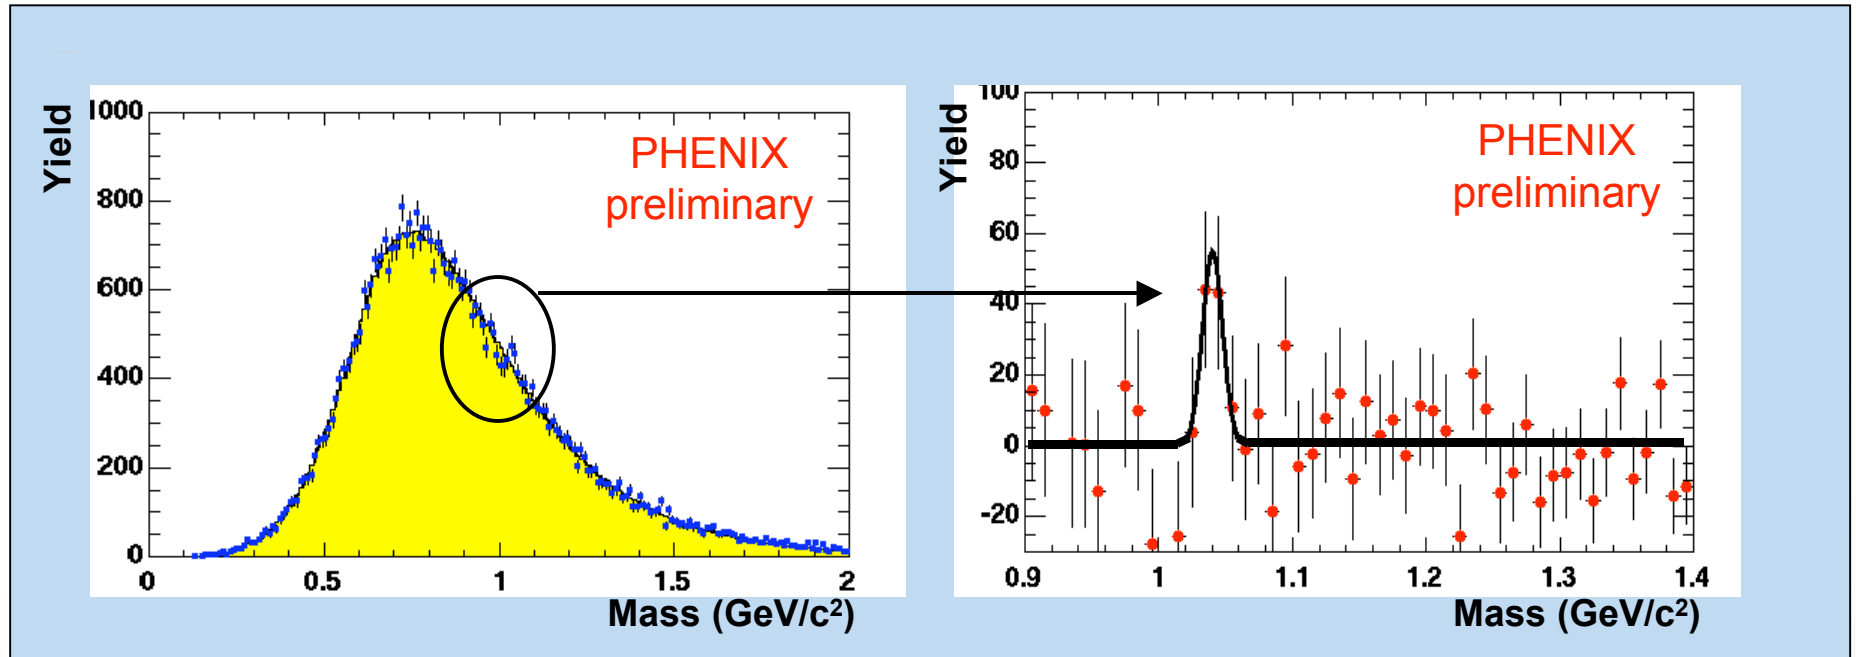 Yield
1000
800
600
400
200
0
PHENIX
preliminary
0 0.5 1 1.5 2
Mass (GeV/c²)
Yield
100
80
60
40
20
0
-20
PHENIX
preliminary
0.9 1 1.1 1.2 1.3 1.4
Mass (GeV/c²)